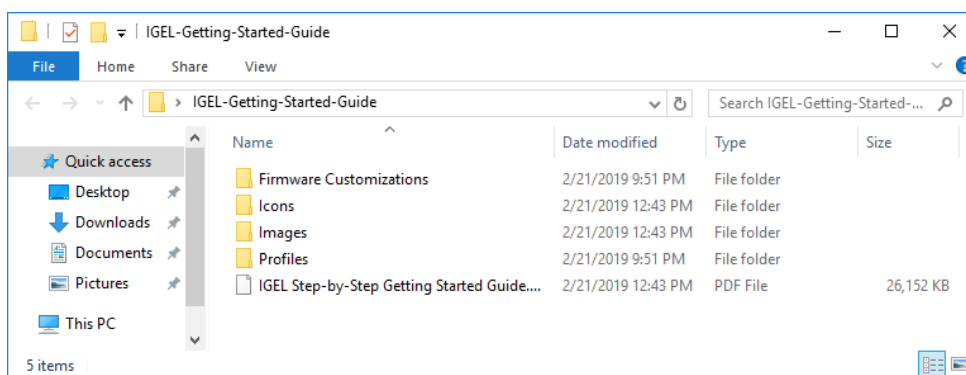 IGEL-Getting-Started-Guide
File Home Share View
IGEL-Getting-Started-Guide Search IGEL-Getting-Started-...
Name Date modified Type Size
Quick access
Desktop
Downloads
Documents
Pictures
This PC
Firmware Customizations 2/21/2019 9:51 PM File folder
Icons 2/21/2019 12:43 PM File folder
Images 2/21/2019 12:43 PM File folder
Profiles 2/21/2019 9:51 PM File folder
IGEL Step-by-Step Getting Started Guide.... 2/21/2019 12:43 PM PDF File 26,152 KB
5 items